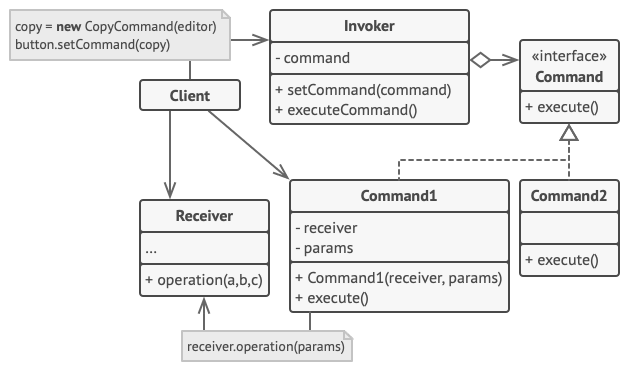 copy = new CopyCommand(editor)
button.setCommand(copy)
Invoker
- command
+ setCommand(command)
+ executeCommand()
«interface»
Command
+ execute()
Client
Receiver
...
+ operation(a,b,c)
Command1
- receiver
- params
+ Command1(receiver, params)
+ execute()
Command2
+ execute()
receiver.operation(params)